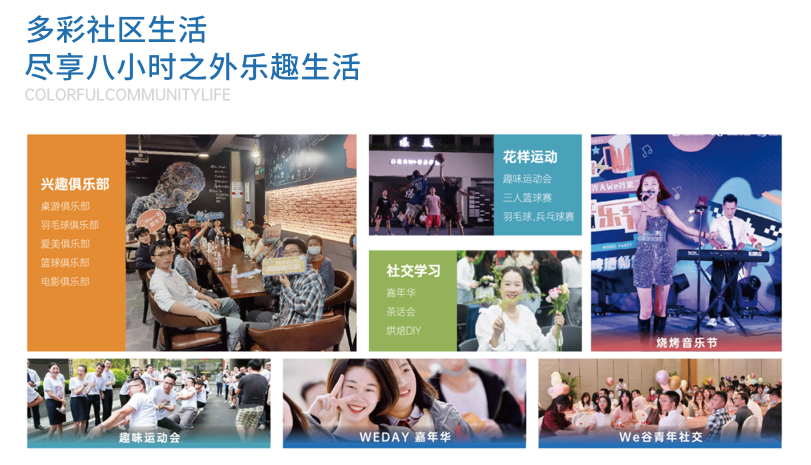 多彩社区生活
尽享八小时之外乐趣生活
COLORFULCOMMUNITYLIFE
兴趣俱乐部
桌游俱乐部
羽毛球俱乐部
爱美俱乐部
篮球俱乐部
电影俱乐部
花样运动
趣味运动会
三人篮球赛
羽毛球、乒乓球赛
社交学习
嘉年华
茶话会
烘焙DIY
烧烤音乐节
趣味运动会
WEDAY 嘉年华
We谷青年社交